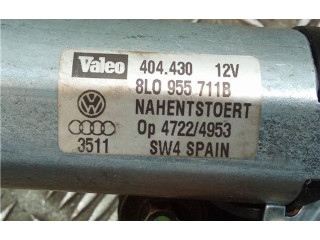 Valeo 404.430 12V
8L0 955 711B
NAHENTSTOERT
Op 4722/4953
3511 SW4 SPAIN